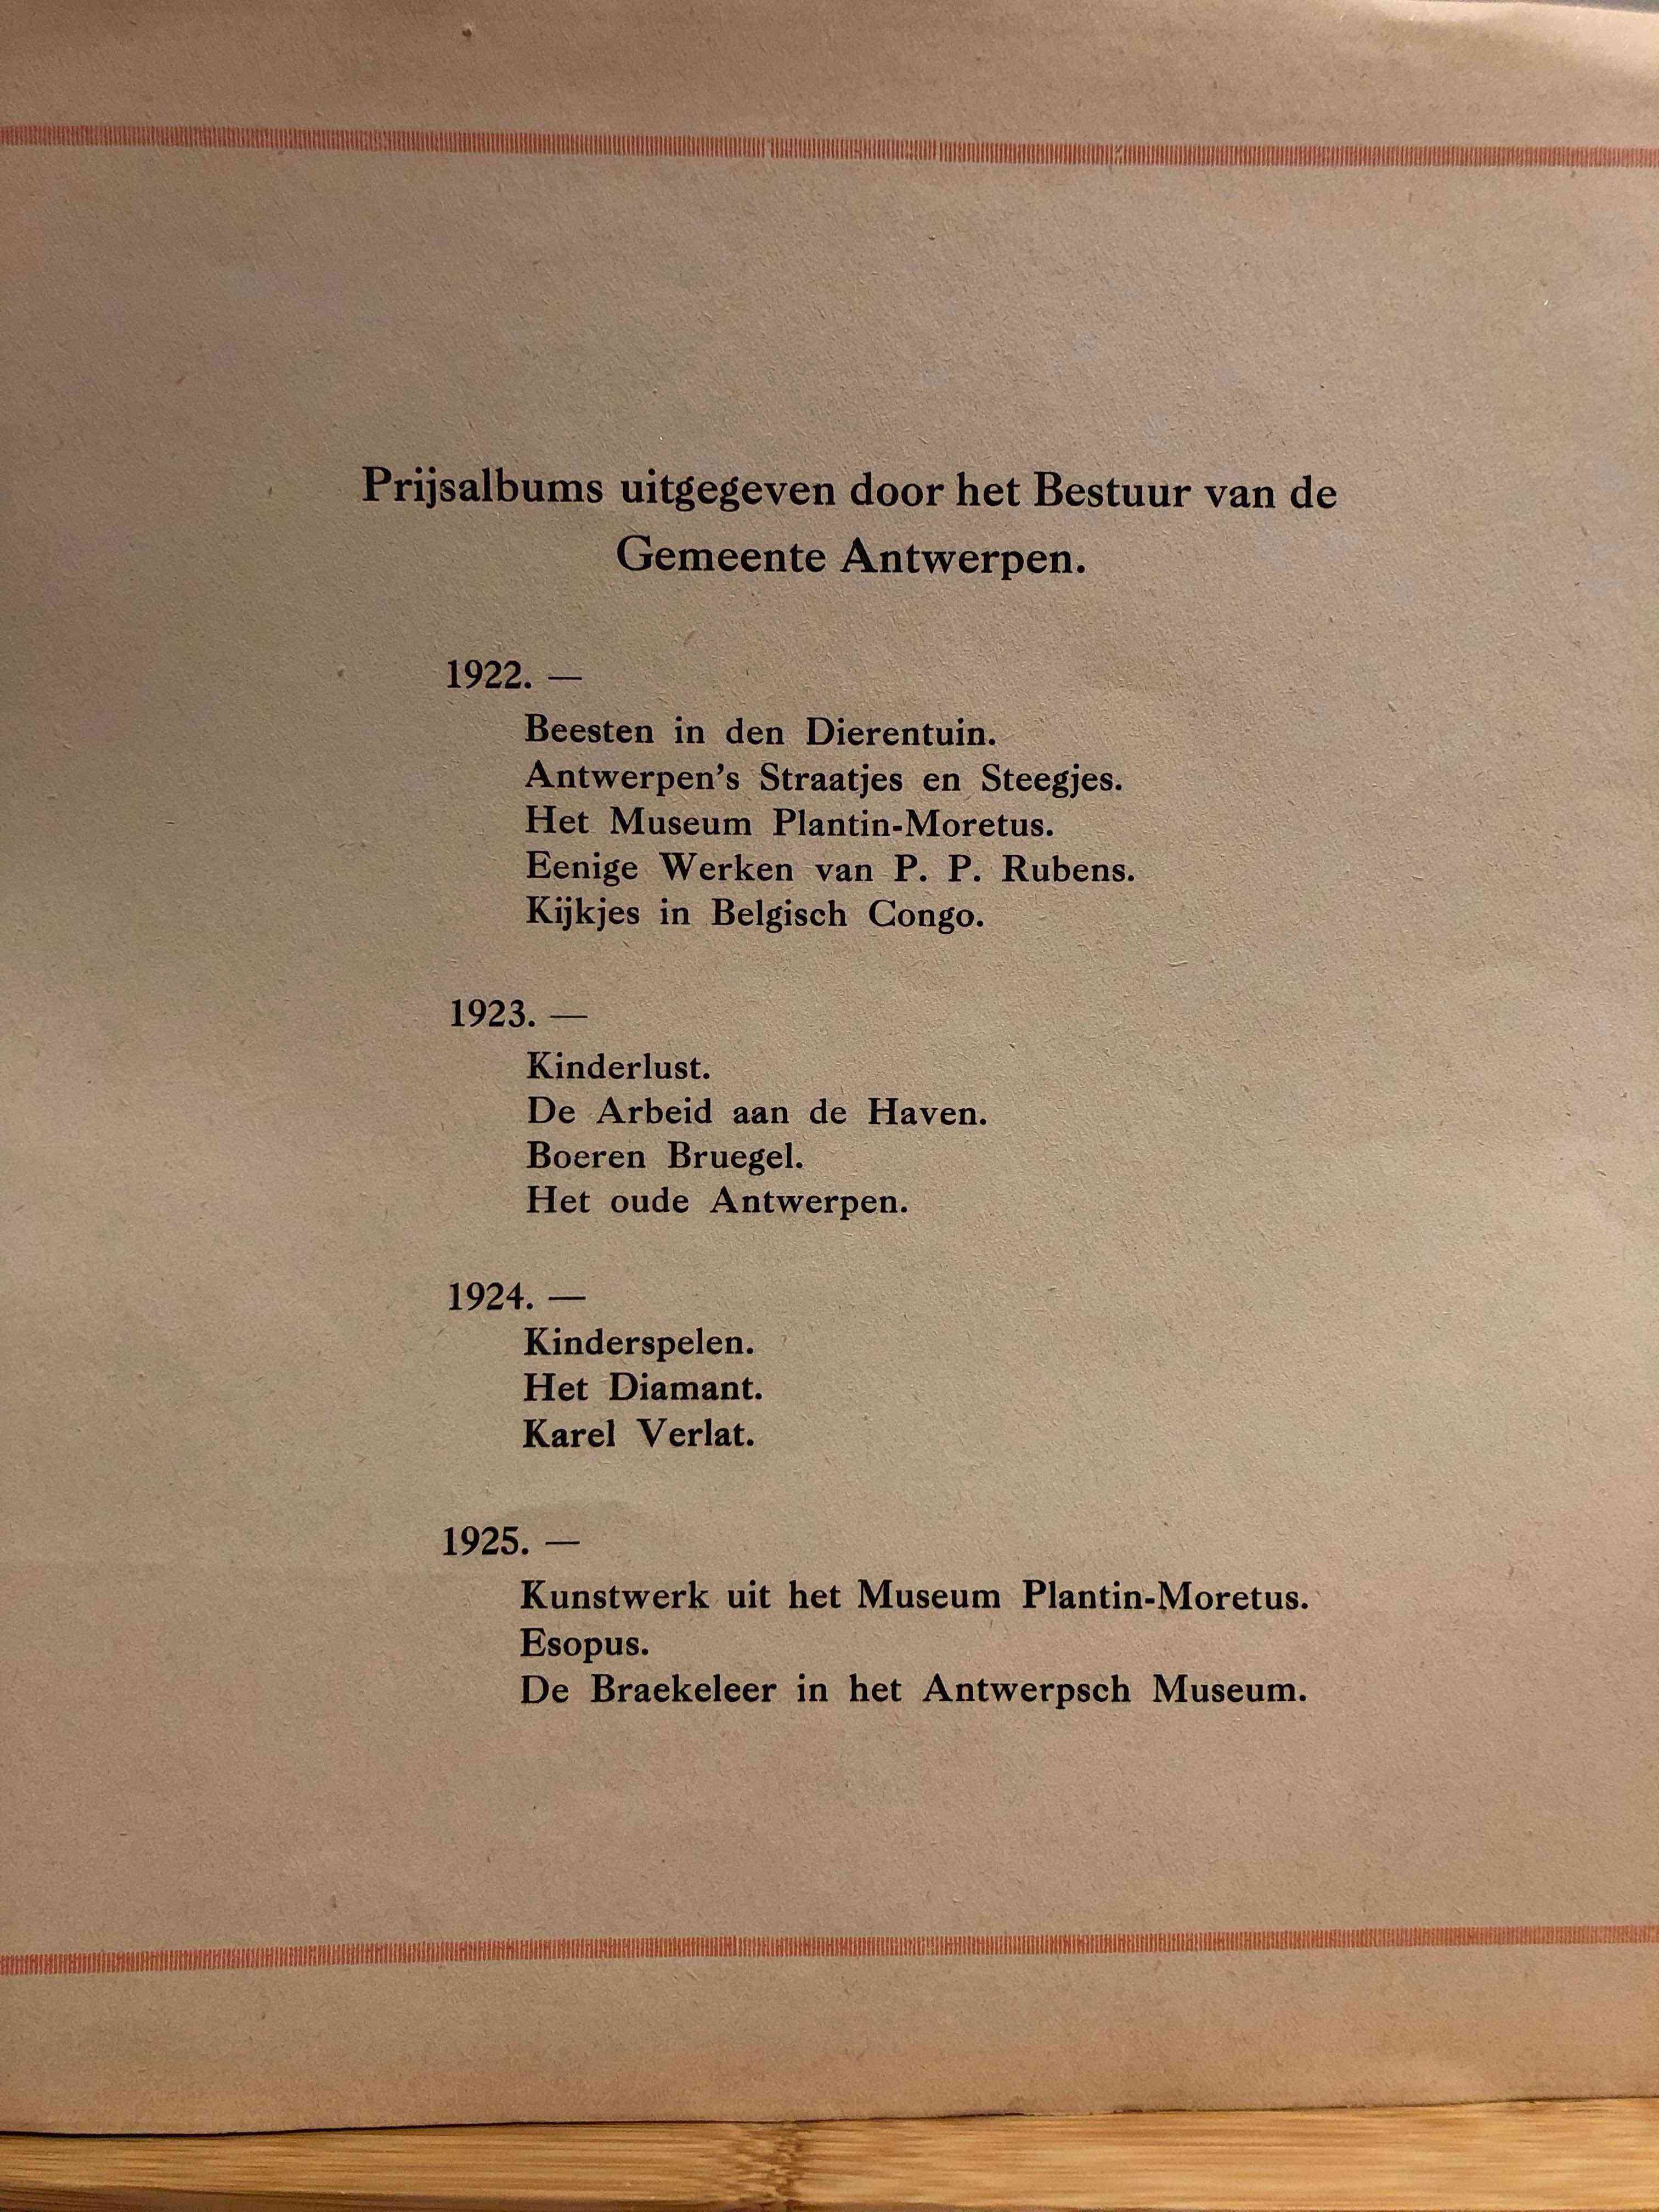 Prijsalbums uitgegeven door het Bestuur van de
Gemeente Antwerpen.
1922. —
Beesten in den Dierentuin.
Antwerpen's Straatjes en Steegjes.
Het Museum Plantin-Moretus.
Eenige Werken van P. P. Rubens.
Kijkjes in Belgisch Congo.
1923. —
Kinderlust.
De Arbeid aan de Haven.
Boeren Bruegel.
Het oude Antwerpen.
1924. —
Kinderspelen.
Het Diamant.
Karel Verlat.
1925. —
Kunstwerk uit het Museum Plantin-Moretus.
Esopus.
De Braekeleer in het Antwerpsch Museum.